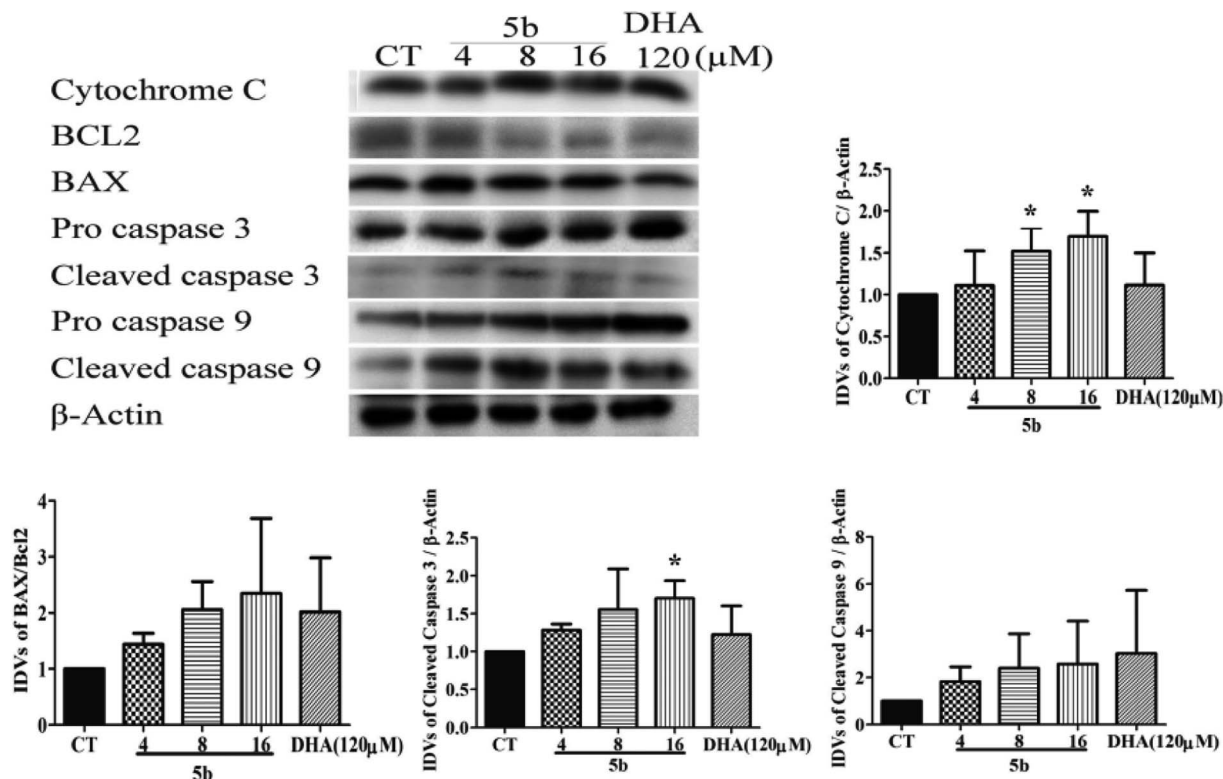 5b DHA
CT 4 8 16 120 (μM)
Cytochrome C
BCL2
BAX
Pro caspase 3
Cleaved caspase 3
Pro caspase 9
Cleaved caspase 9
β-Actin
IDVs of Cytochrome C/ β-Actin
2.5
2.0
1.5
1.0
0.5
0.0
* *
CT 4 8 16 DHA(120μM)
5b
IDVs of BAX/Bcl2
4
3
2
1
0
CT 4 8 16 DHA(120μM)
5b
IDVs of Cleaved Caspase 3 / β-Actin
2.5
2.0
1.5
1.0
0.5
0.0
*
CT 4 8 16 DHA(120μM)
5b
IDVs of Cleaved Caspase 9 / β-Actin
8
6
4
2
0
CT 4 8 16 DHA(120μM)
5b